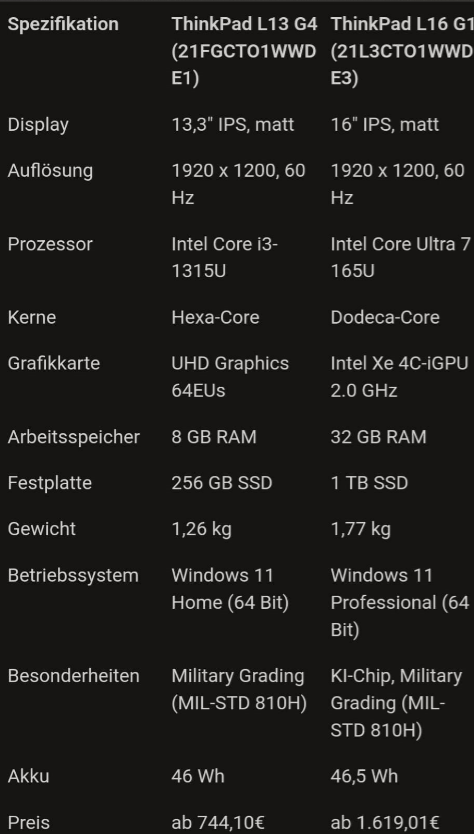 Spezifikation ThinkPad L13 G4 ThinkPad L16 G1
(21FGCTO1WWD (21L3CTO1WWD
E1) E3)
Display 13,3" IPS, matt 16" IPS, matt
Auflösung 1920 x 1200, 60 1920 x 1200, 60
Hz Hz
Prozessor Intel Core i3- Intel Core Ultra 7
1315U 165U
Kerne Hexa-Core Dodeca-Core
Grafikkarte UHD Graphics Intel Xe 4C-iGPU
64EUs 2.0 GHz
Arbeitsspeicher 8 GB RAM 32 GB RAM
Festplatte 256 GB SSD 1 TB SSD
Gewicht 1,26 kg 1,77 kg
Betriebssystem Windows 11 Windows 11
Home (64 Bit) Professional (64
Bit)
Besonderheiten Military Grading KI-Chip, Military
(MIL-STD 810H) Grading (MIL-
STD 810H)
Akku 46 Wh 46,5 Wh
Preis ab 744,10€ ab 1.619,01€